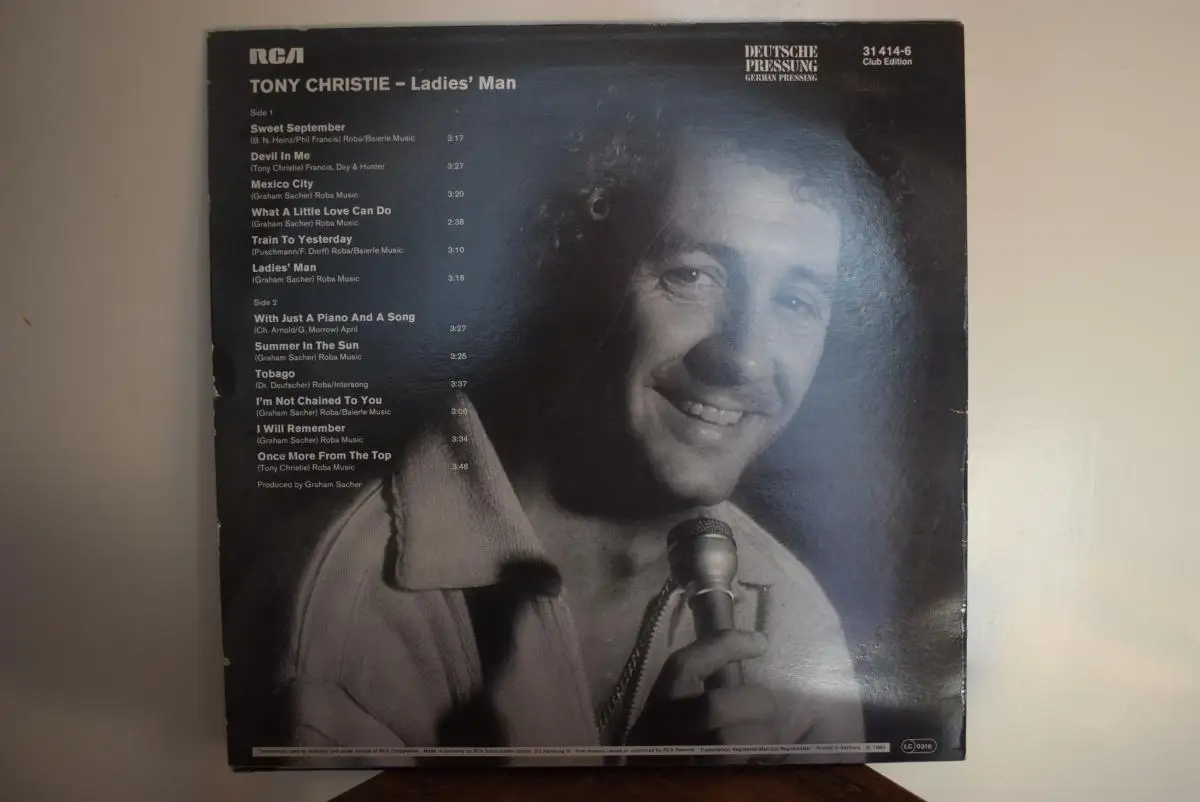 RCA
DEUTSCHE
PRESSUNG
GERMAN PRESSING
31 414-6
Club Edition
TONY CHRISTIE – Ladies' Man
Side 1
Sweet September
(B. N. Heinz/Phil Francis) Roba/Baierle Music 3:17
Devil In Me
(Tony Christie) Francis, Day & Hunter 3:27
Mexico City
(Graham Sacher) Roba Music 3:20
What A Little Love Can Do
(Graham Sacher) Roba Music 2:38
Train To Yesterday
(Puschmann/F. Dorff) Roba/Baierle Music 3:10
Ladies' Man
(Graham Sacher) Roba Music
Side 2
With Just A Piano And A Song
(Ch. Arnold/G. Morrow) April 3:27
Summer In The Sun
(Graham Sacher) Roba Music 3:25
Tobago
(Dr. Deutscher) Roba/Intersong 3:37
I'm Not Chained To You
(Graham Sacher) Roba/Baierle Music
I Will Remember
(Graham Sacher) Roba Music 3:34
Once More From The Top
(Tony Christie) Roba Music
Produced by Graham Sacher
Printed in Germany
LC 0316